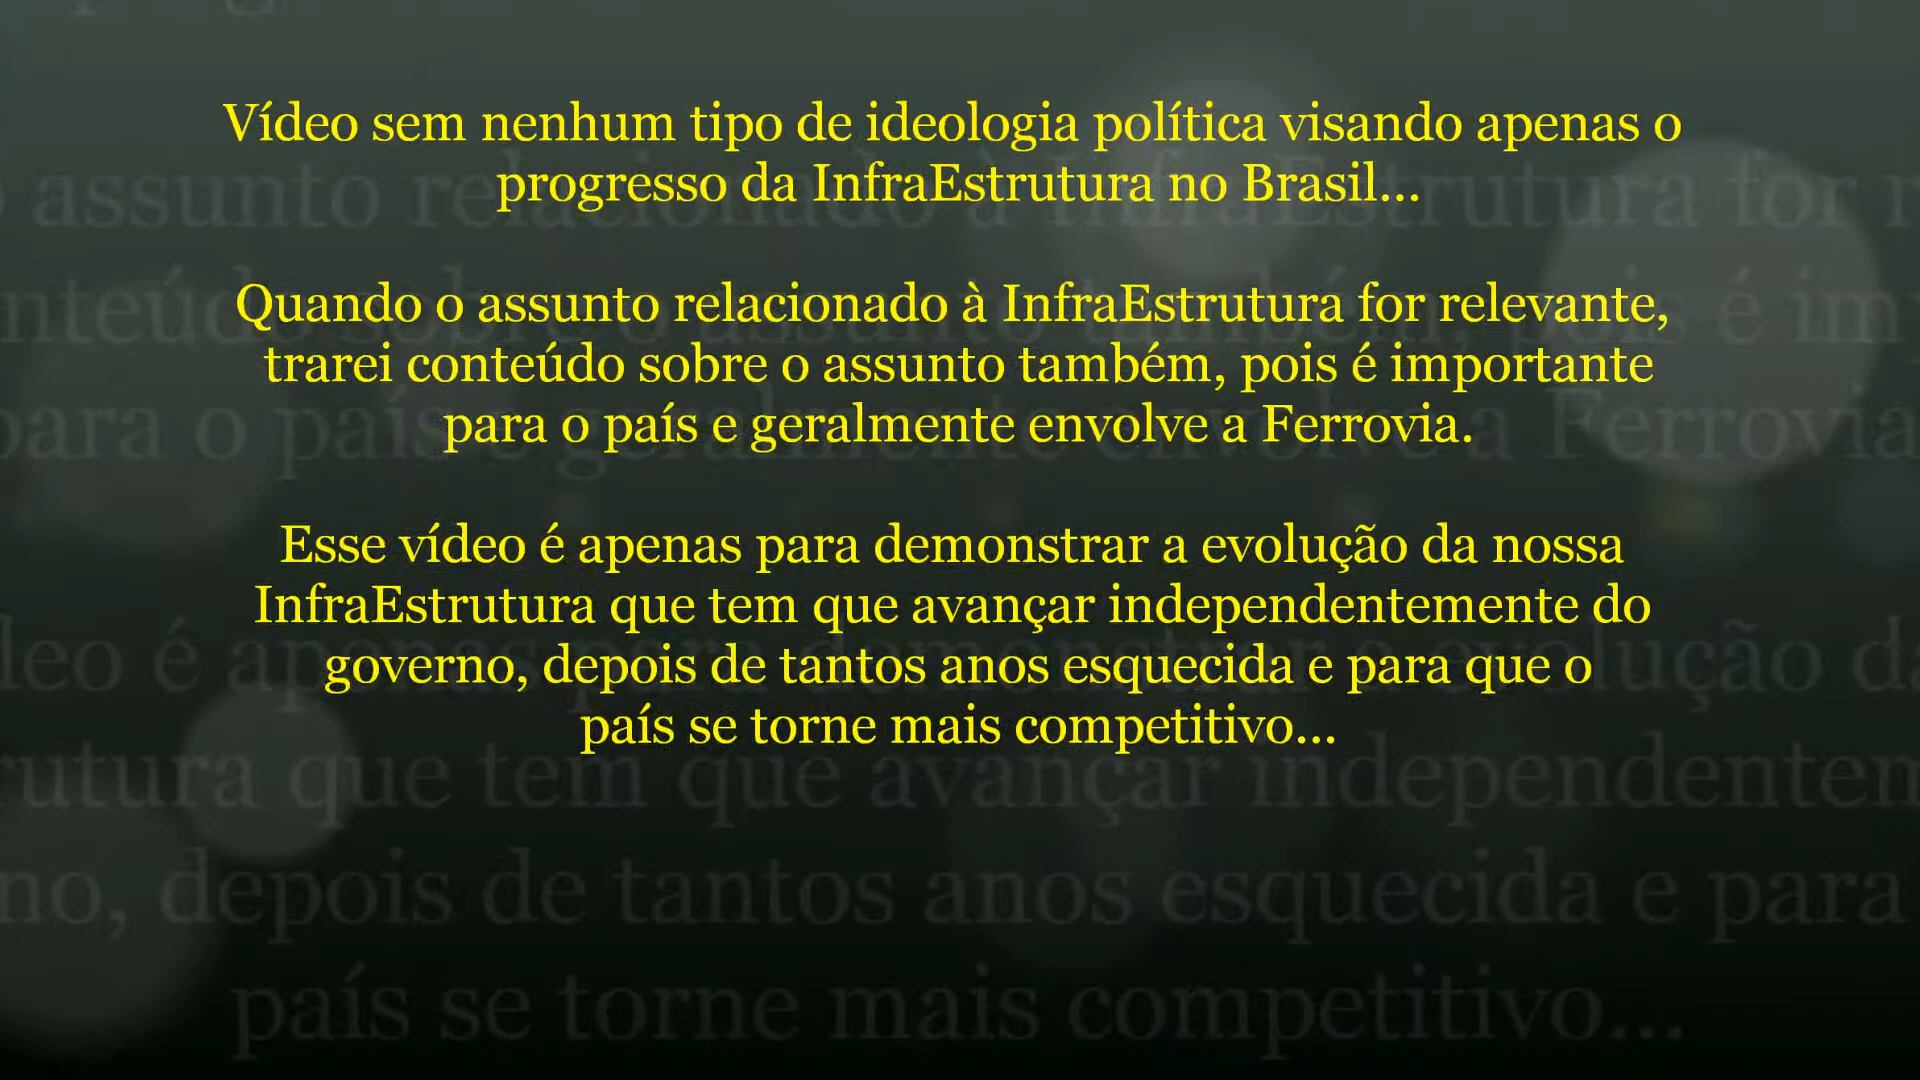 Vídeo sem nenhum tipo de ideologia política visando apenas o
progresso da InfraEstrutura no Brasil...
Quando o assunto relacionado à InfraEstrutura for relevante,
trarei conteúdo sobre o assunto também, pois é importante
para o país e geralmente envolve a Ferrovia.
Esse vídeo é apenas para demonstrar a evolução da nossa
InfraEstrutura que tem que avançar independentemente do
governo, depois de tantos anos esquecida e para que o
país se torne mais competitivo...